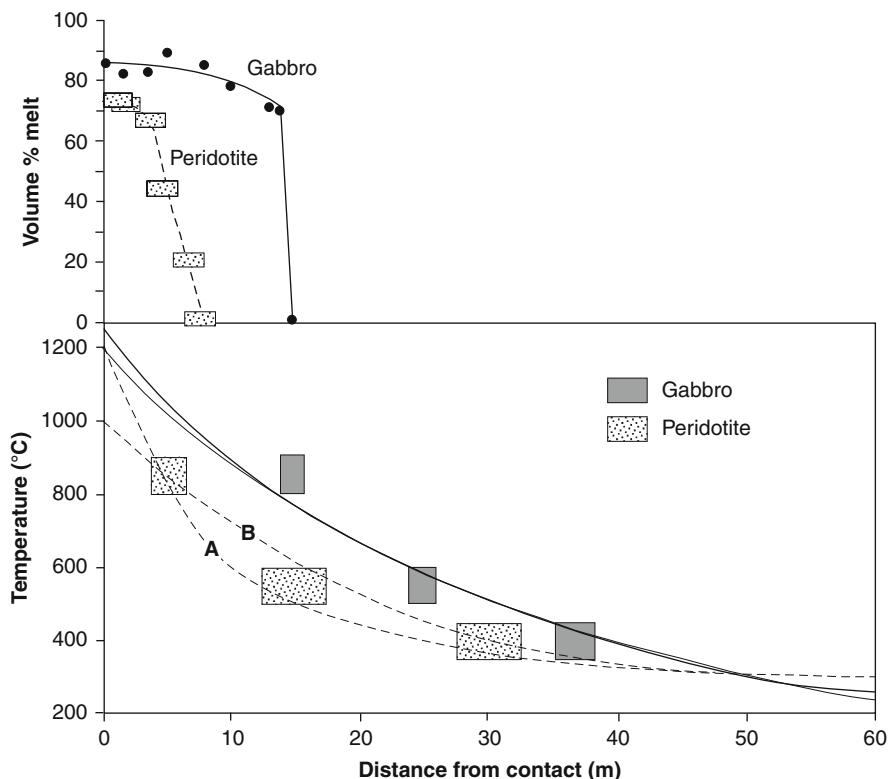 100
80
60
40
20
0
Volume % melt
Gabbro
Peridotite
1200
1000
800
600
400
200
Temperature (°C)
A
B
Gabbro
Peridotite
0
10
20
30
40
50
60
Distance from contact (m)